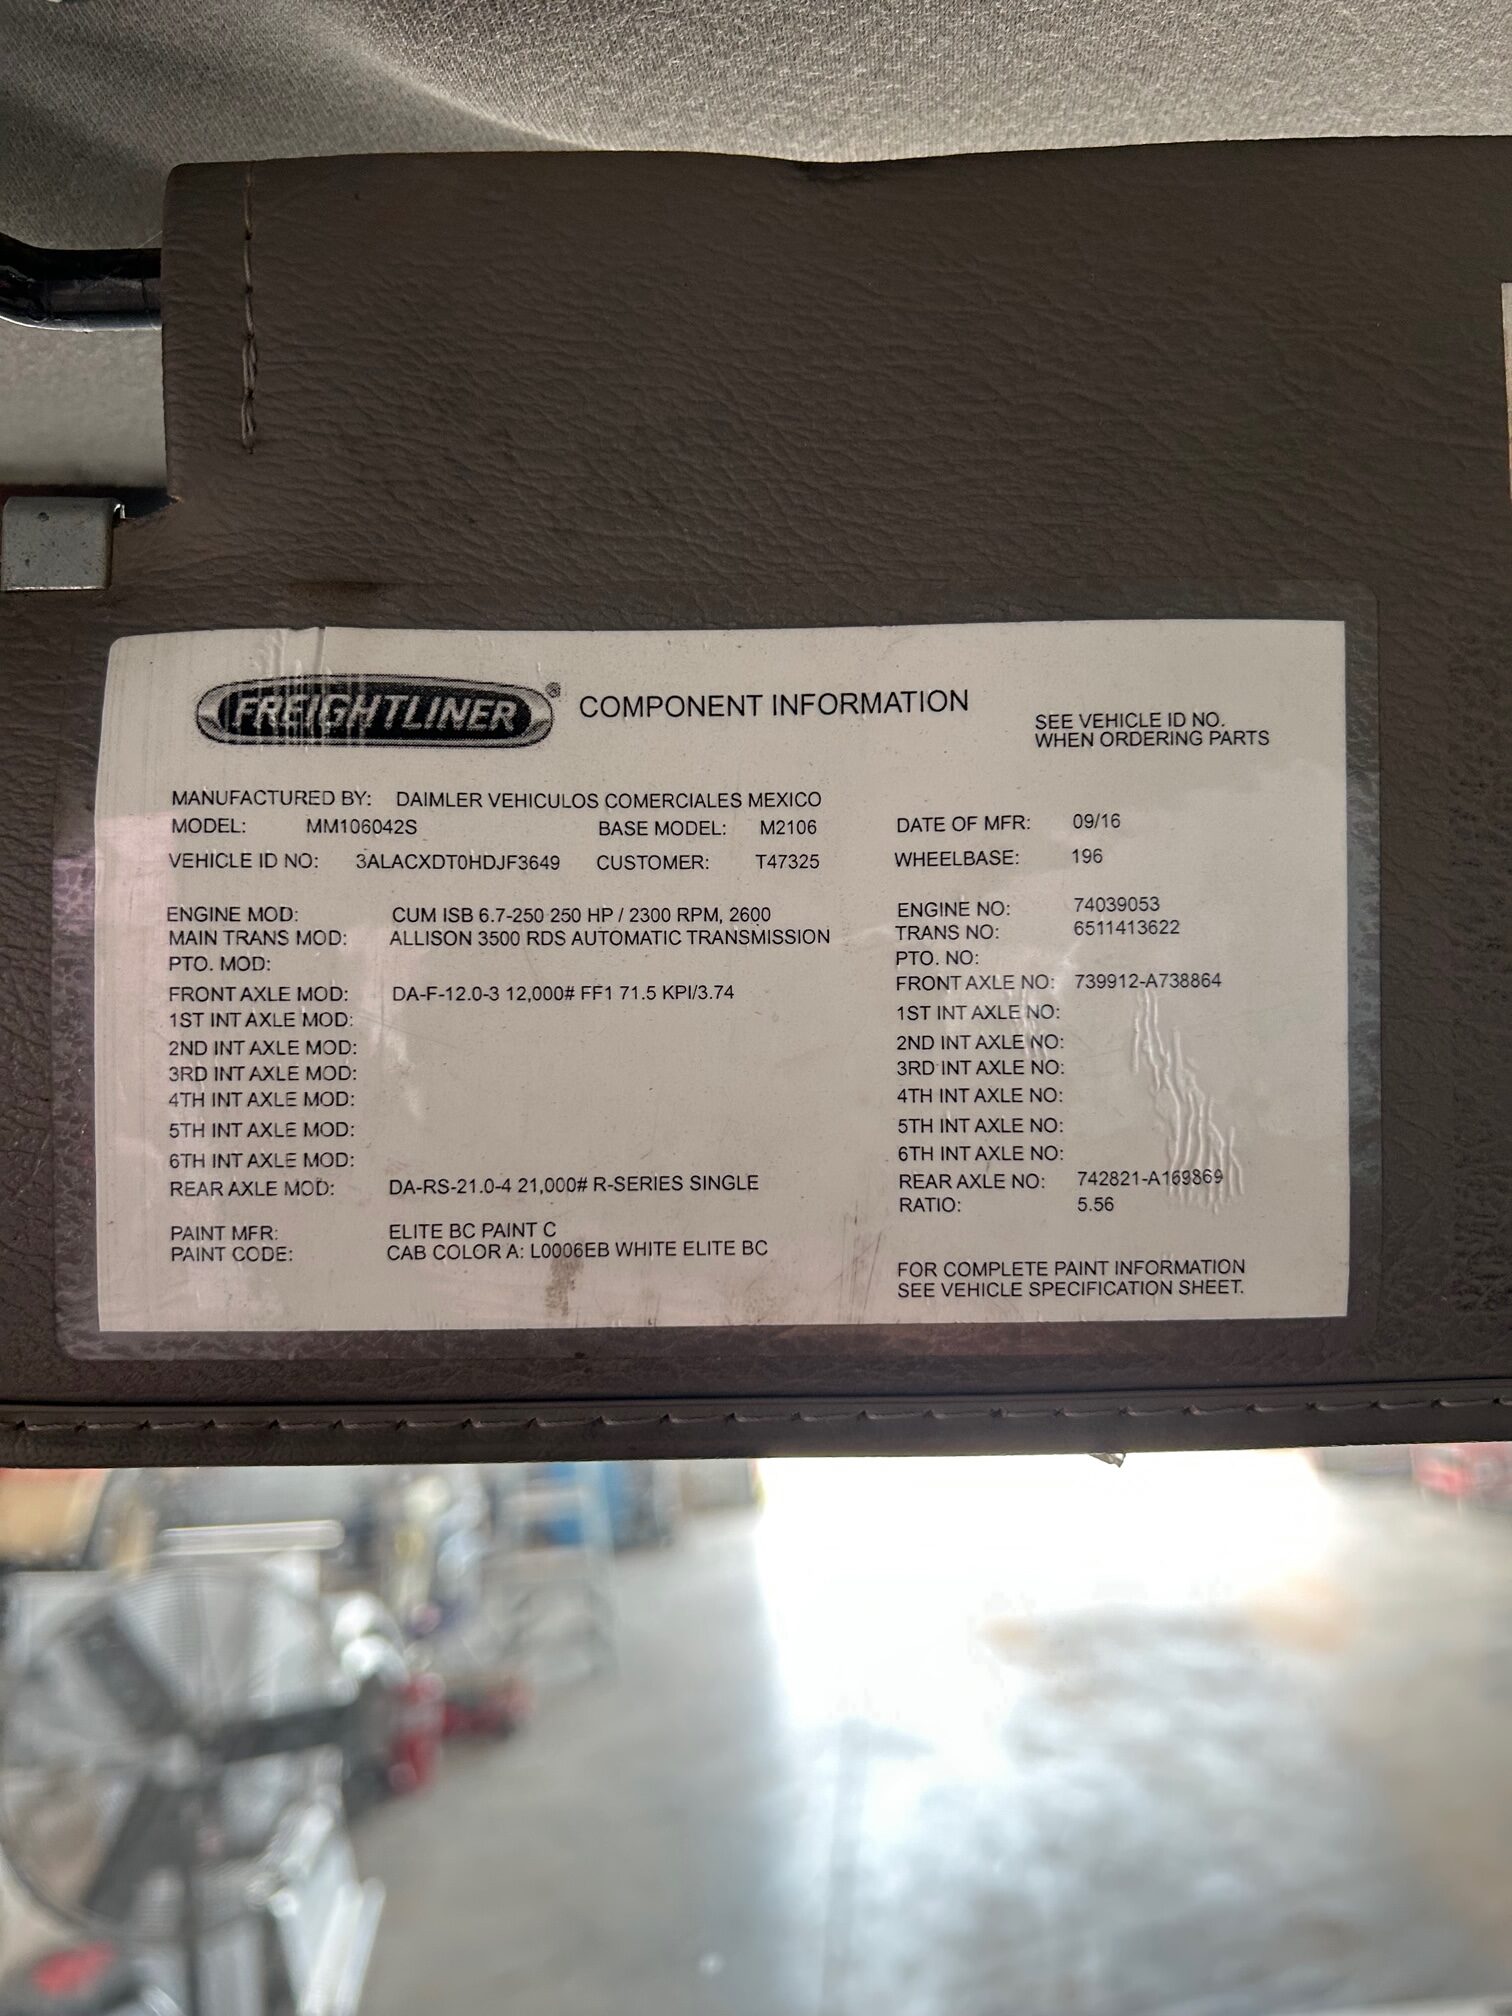 FREIGHTLINER® COMPONENT INFORMATION
SEE VEHICLE ID NO.
WHEN ORDERING PARTS
MANUFACTURED BY: DAIMLER VEHICULOS COMERCIALES MEXICO
MODEL: MM106042S BASE MODEL: M2106 DATE OF MFR: 09/16
VEHICLE ID NO: 3ALACXDT0HDJF3649 CUSTOMER: T47325 WHEELBASE: 196
ENGINE MOD: CUM ISB 6.7-250 250 HP / 2300 RPM, 2600 ENGINE NO: 74039053
MAIN TRANS MOD: ALLISON 3500 RDS AUTOMATIC TRANSMISSION TRANS NO: 6511413622
PTO. MOD: PTO. NO:
FRONT AXLE MOD: DA-F-12.0-3 12,000# FF1 71.5 KPI/3.74 FRONT AXLE NO: 739912-A738864
1ST INT AXLE MOD: 1ST INT AXLE NO:
2ND INT AXLE MOD: 2ND INT AXLE NO:
3RD INT AXLE MOD: 3RD INT AXLE NO:
4TH INT AXLE MOD: 4TH INT AXLE NO:
5TH INT AXLE MOD: 5TH INT AXLE NO:
6TH INT AXLE MOD: 6TH INT AXLE NO:
REAR AXLE MOD: DA-RS-21.0-4 21,000# R-SERIES SINGLE REAR AXLE NO: 742821-A169869
RATIO: 5.56
PAINT MFR: ELITE BC PAINT C
PAINT CODE: CAB COLOR A: L0006EB WHITE ELITE BC
FOR COMPLETE PAINT INFORMATION
SEE VEHICLE SPECIFICATION SHEET.